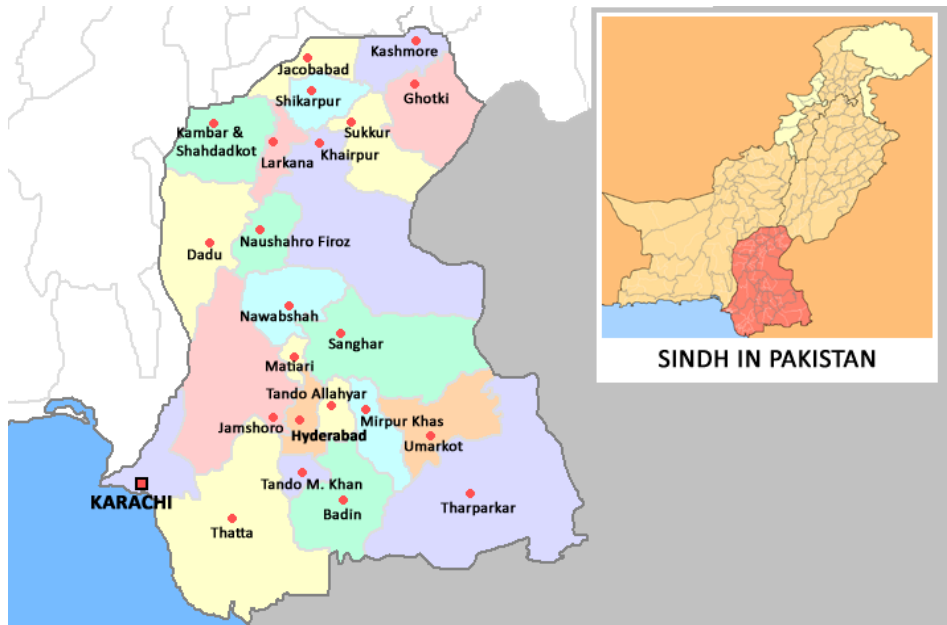 Kashmore
Jacobabad
Shikarpur
Ghotki
Kambar &
Shahdadkot
Sukkur
Larkana
Khairpur
Naushahro Firoz
Dadu
Nawabshah
Sanghar
Matiari
Tando Allahyar
Jamshoro
Hyderabad
Mirpur Khas
Umarkot
Tando M. Khan
KARACHI
Badin
Tharparkar
Thatta
SINDH IN PAKISTAN